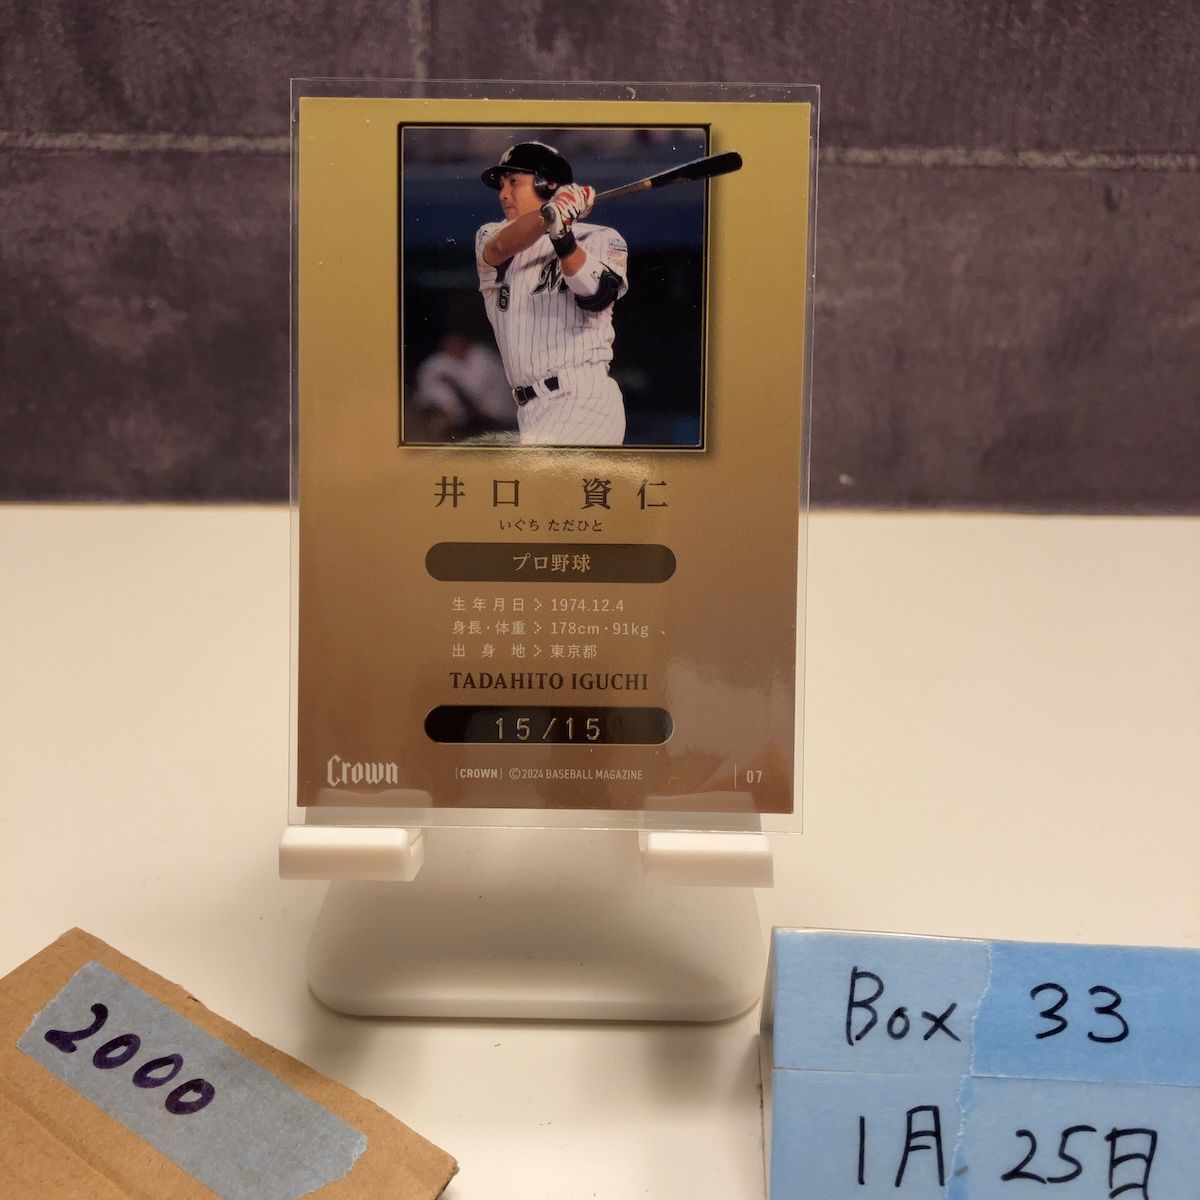 6
M
井口 資仁
いぐち ただひと
プロ野球
生年月日 > 1974.12.4
身長・体重 > 178cm・91kg
出身地 > 東京都
TADAHITO IGUCHI
15/15
Crown
[CROWN] ©2024 BASEBALL MAGAZINE
07
2000
Box 33
1月25日